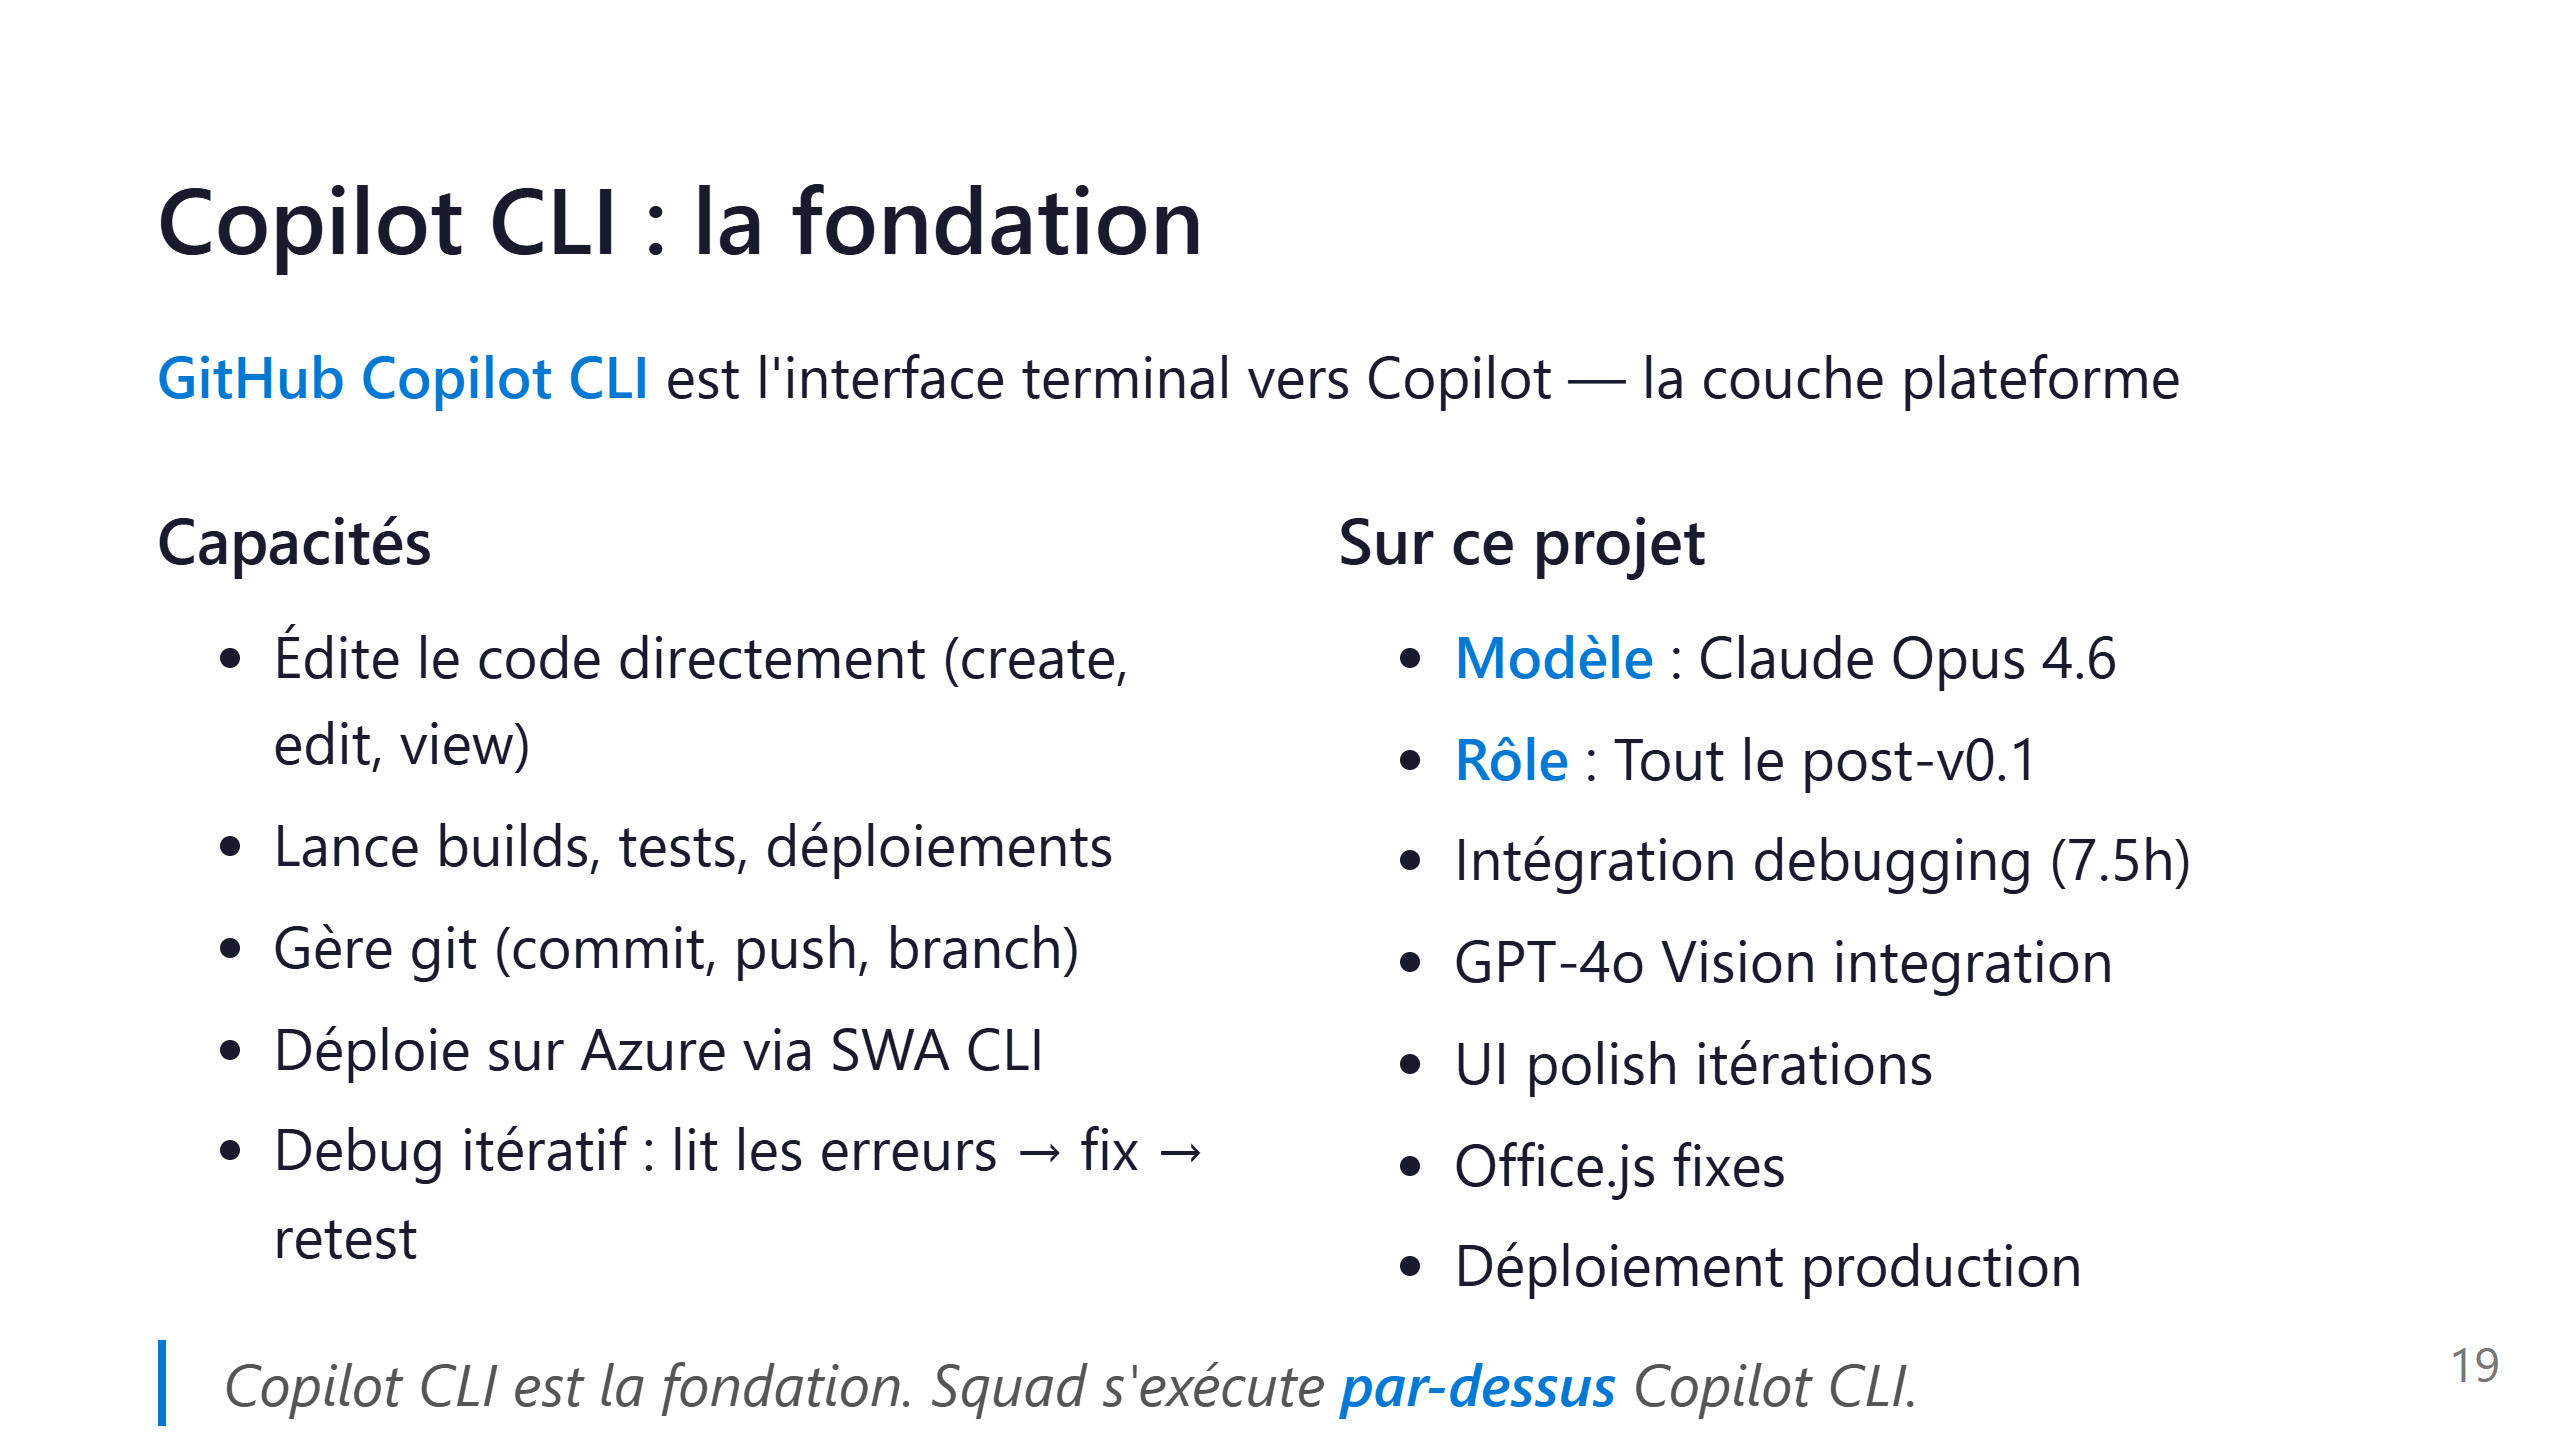 Copilot CLI : la fondation
GitHub Copilot CLI est l'interface terminal vers Copilot — la couche plateforme
Capacités
• Édite le code directement (create,
edit, view)
• Lance builds, tests, déploiements
• Gère git (commit, push, branch)
• Déploie sur Azure via SWA CLI
• Debug itératif : lit les erreurs → fix →
retest
Sur ce projet
• Modèle : Claude Opus 4.6
• Rôle : Tout le post-v0.1
• Intégration debugging (7.5h)
• GPT-4o Vision integration
• UI polish itérations
• Office.js fixes
• Déploiement production
Copilot CLI est la fondation. Squad s'exécute par-dessus Copilot CLI.
19